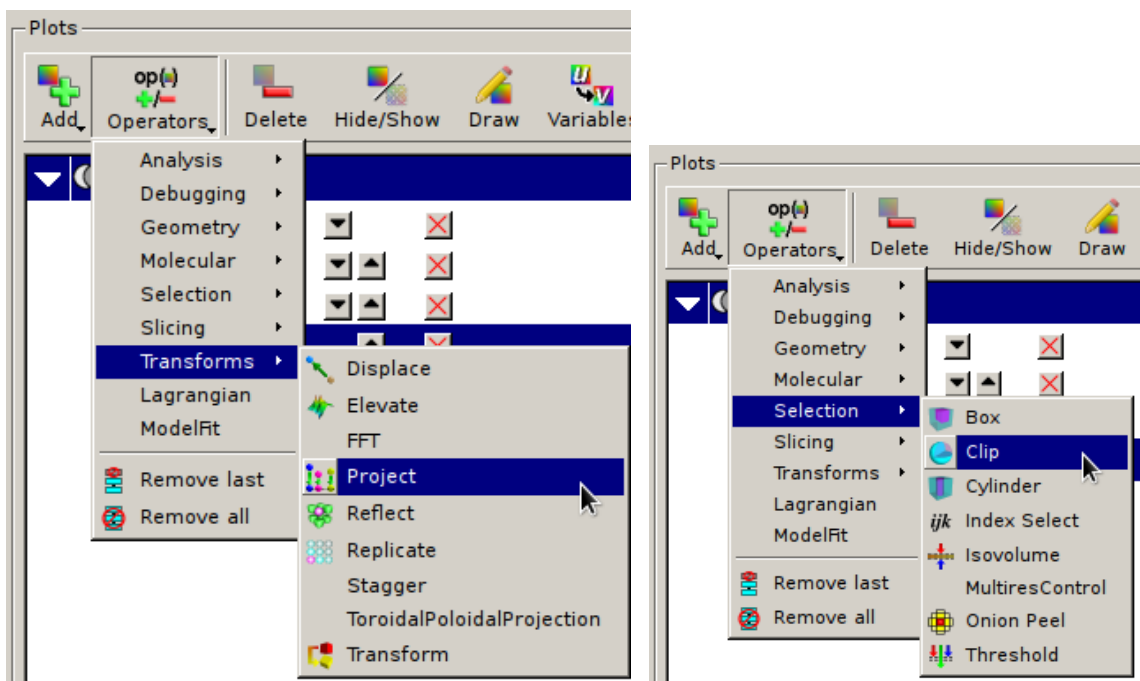 Plots
op(●)
+/−
Add Operators Delete Hide/Show Draw Variable
Analysis
Debugging
Geometry
Molecular
Selection
Slicing
Transforms
Lagrangian
ModelFit
Remove last
Remove all
Displace
Elevate
FFT
Project
Reflect
Replicate
Stagger
ToroidalPoloidalProjection
Transform
Plots
op(●)
+/−
Add Operators Delete Hide/Show Draw
Analysis
Debugging
Geometry
Molecular
Selection
Slicing
Transforms
Lagrangian
ModelFit
Remove last
Remove all
Box
Clip
Cylinder
ijk Index Select
Isovolume
MultiresControl
Onion Peel
Threshold